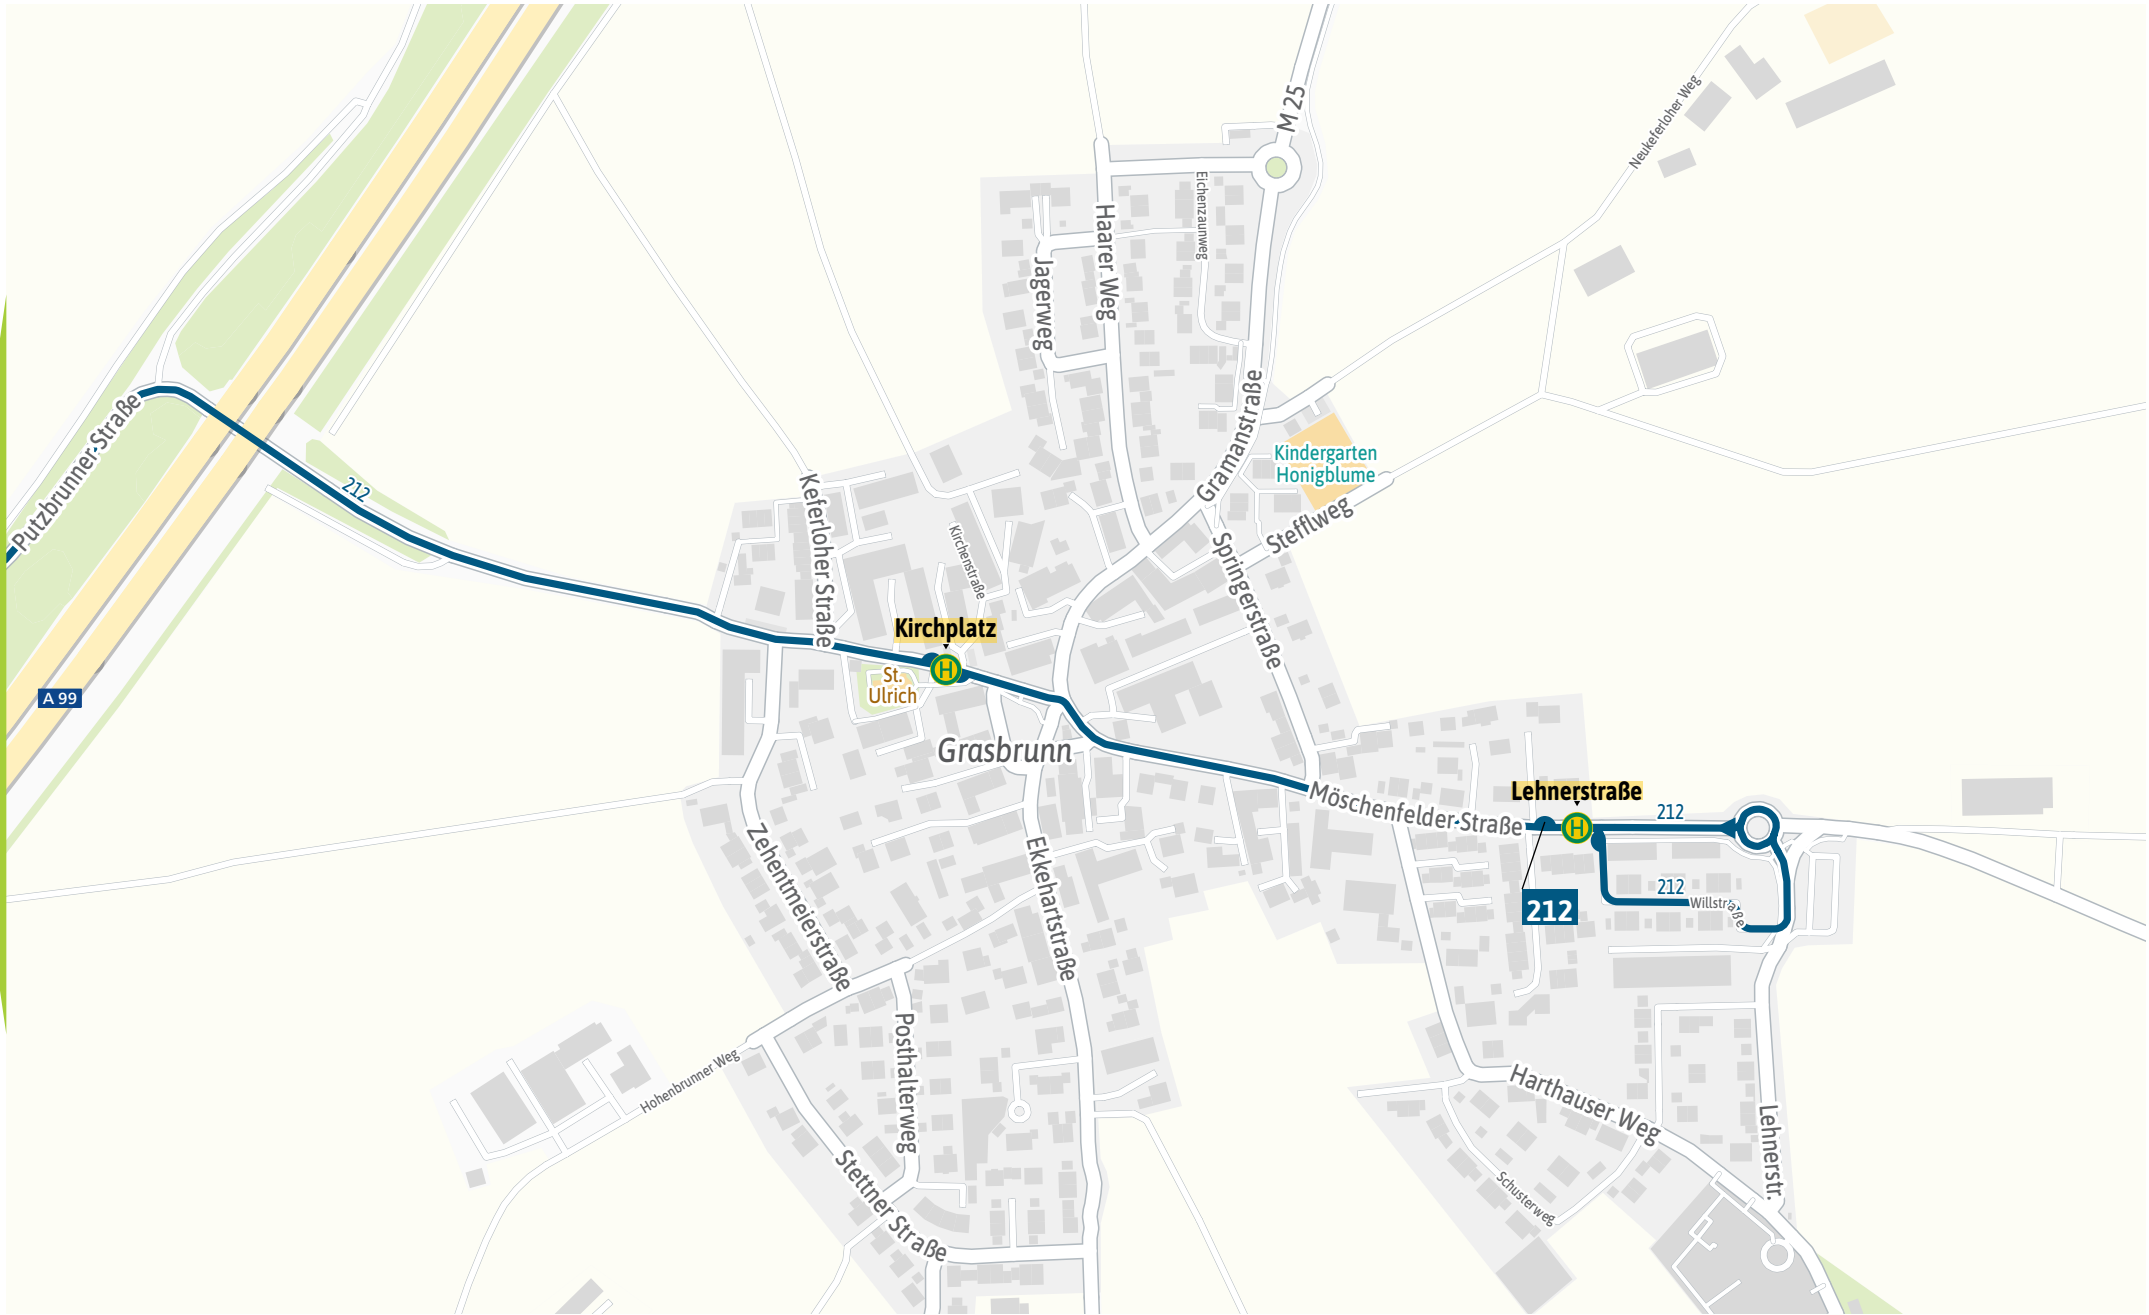 M 25
Neukeferloher Weg
Eichenzaunweg
Haarer Weg
Jagerweg
Putzbrunner Straße
212
Gramanstraße
Kindergarten
Honigblume
Stefflweg
Keferloher Straße
Kirchenstraße
Springerstraße
Kirchplatz
H
St.
Ulrich
A 99
Grasbrunn
Möschenfelder Straße
Lehnerstraße
H
212
212
212
Willstraße
Zehentmeierstraße
Ekkehartstraße
Posthalterweg
Hohenbrunner Weg
Stettner Straße
Harthauser Weg
Schusterweg
Lehnerstr.